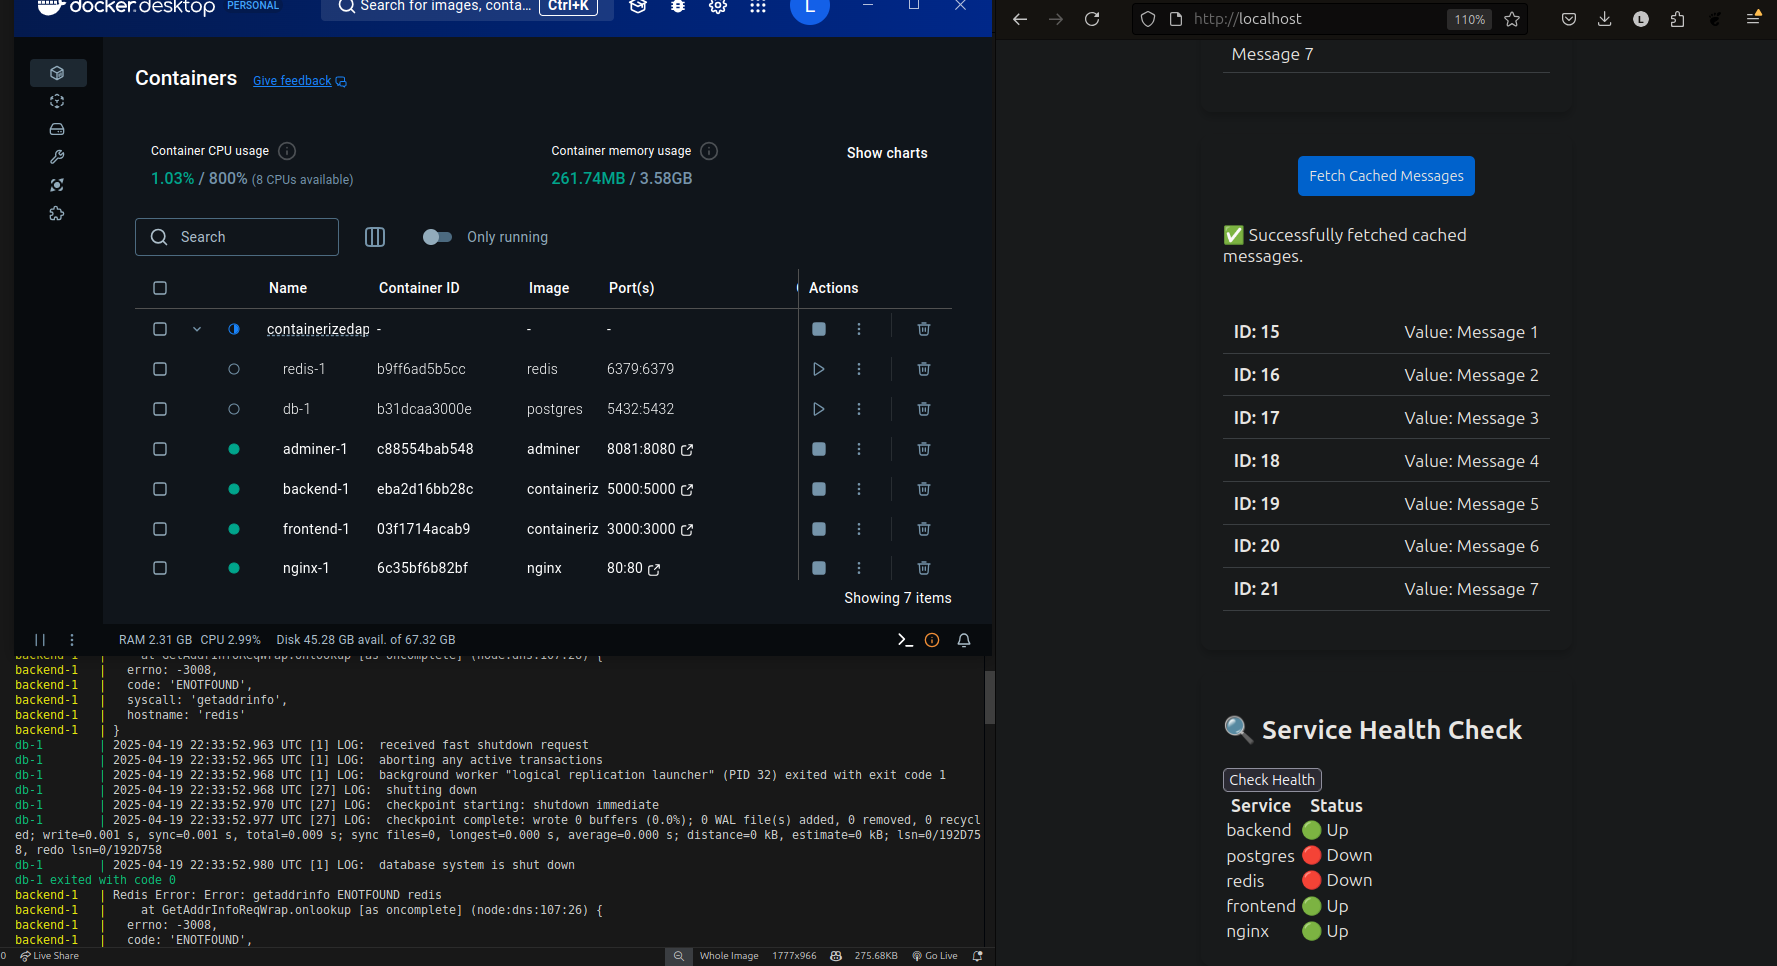 docker.desktop PERSONAL
Search for images, conta... Ctrl+K
L
Containers Give feedback
Container CPU usage
1.03% / 800% (8 CPUs available)
Container memory usage
261.74MB / 3.58GB
Show charts
Search
Only running
Name Container ID Image Port(s) Actions
containerizedap - - -
redis-1 b9ff6ad5b5cc redis 6379:6379
db-1 b31dcaa3000e postgres 5432:5432
adminer-1 c88554bab548 adminer 8081:8080
backend-1 eba2d16bb28c containeriz 5000:5000
frontend-1 03f1714acab9 containeriz 3000:3000
nginx-1 6c35bf6b82bf nginx 80:80
Showing 7 items
RAM 2.31 GB CPU 2.99% Disk 45.28 GB avail. of 67.32 GB
backend-1 | at GetAddrInfoReqWrap.onlookup [as oncomplete] (node:dns:107:26) {
backend-1 | errno: -3008,
backend-1 | code: 'ENOTFOUND',
backend-1 | syscall: 'getaddrinfo',
backend-1 | hostname: 'redis'
backend-1 | }
db-1 | 2025-04-19 22:33:52.963 UTC [1] LOG: received fast shutdown request
db-1 | 2025-04-19 22:33:52.965 UTC [1] LOG: aborting any active transactions
db-1 | 2025-04-19 22:33:52.968 UTC [1] LOG: background worker "logical replication launcher" (PID 32) exited with exit code 1
db-1 | 2025-04-19 22:33:52.968 UTC [27] LOG: shutting down
db-1 | 2025-04-19 22:33:52.970 UTC [27] LOG: checkpoint starting: shutdown immediate
db-1 | 2025-04-19 22:33:52.977 UTC [27] LOG: checkpoint complete: wrote 0 buffers (0.0%); 0 WAL file(s) added, 0 removed, 0 recycl
ed; write=0.001 s, sync=0.001 s, total=0.009 s; sync files=0, longest=0.000 s, average=0.000 s; distance=0 kB, estimate=0 kB; lsn=0/192D75
8, redo lsn=0/192D758
db-1 | 2025-04-19 22:33:52.980 UTC [1] LOG: database system is shut down
db-1 exited with code 0
backend-1 | Redis Error: Error: getaddrinfo ENOTFOUND redis
backend-1 | at GetAddrInfoReqWrap.onlookup [as oncomplete] (node:dns:107:26) {
backend-1 | errno: -3008,
backend-1 | code: 'ENOTFOUND',
0 Live Share Whole Image 1777x966 275.68KB Go Live
http://localhost 110% L
Message 7
Fetch Cached Messages
✅ Successfully fetched cached
messages.
ID: 15 Value: Message 1
ID: 16 Value: Message 2
ID: 17 Value: Message 3
ID: 18 Value: Message 4
ID: 19 Value: Message 5
ID: 20 Value: Message 6
ID: 21 Value: Message 7
🔍 Service Health Check
Check Health
Service Status
backend 🟢 Up
postgres 🔴 Down
redis 🔴 Down
frontend 🟢 Up
nginx 🟢 Up